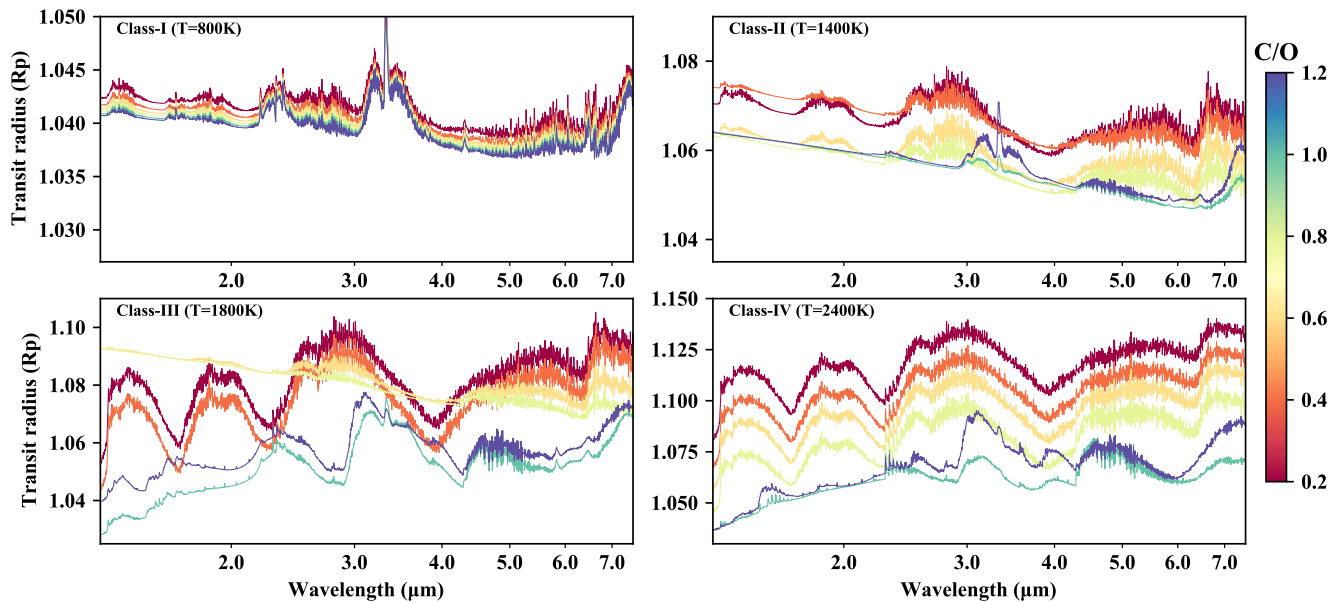 Class-I (T=800K)
1.050
1.045
1.040
1.035
1.030
2.0 3.0 4.0 5.0 6.0 7.0
Transit radius (Rp)
Class-II (T=1400K)
1.08
1.06
1.04
2.0 3.0 4.0 5.0 6.0 7.0
Class-III (T=1800K)
1.10
1.08
1.06
1.04
2.0 3.0 4.0 5.0 6.0 7.0
Transit radius (Rp)
Wavelength (μm)
Class-IV (T=2400K)
1.150
1.125
1.100
1.075
1.050
2.0 3.0 4.0 5.0 6.0 7.0
Wavelength (μm)
C/O
1.2
1.0
0.8
0.6
0.4
0.2